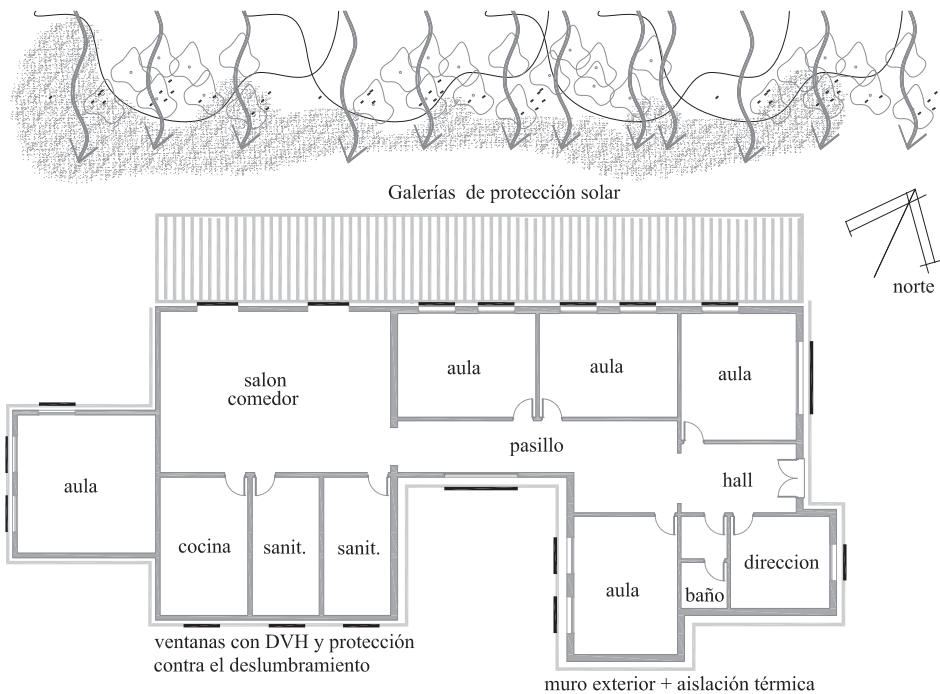 Galerías de protección solar
norte
aula
aula
aula
salon
comedor
pasillo
aula
hall
cocina
sanit.
sanit.
direccion
aula
baño
ventanas con DVH y protección
contra el deslumbramiento
muro exterior + aislación térmica